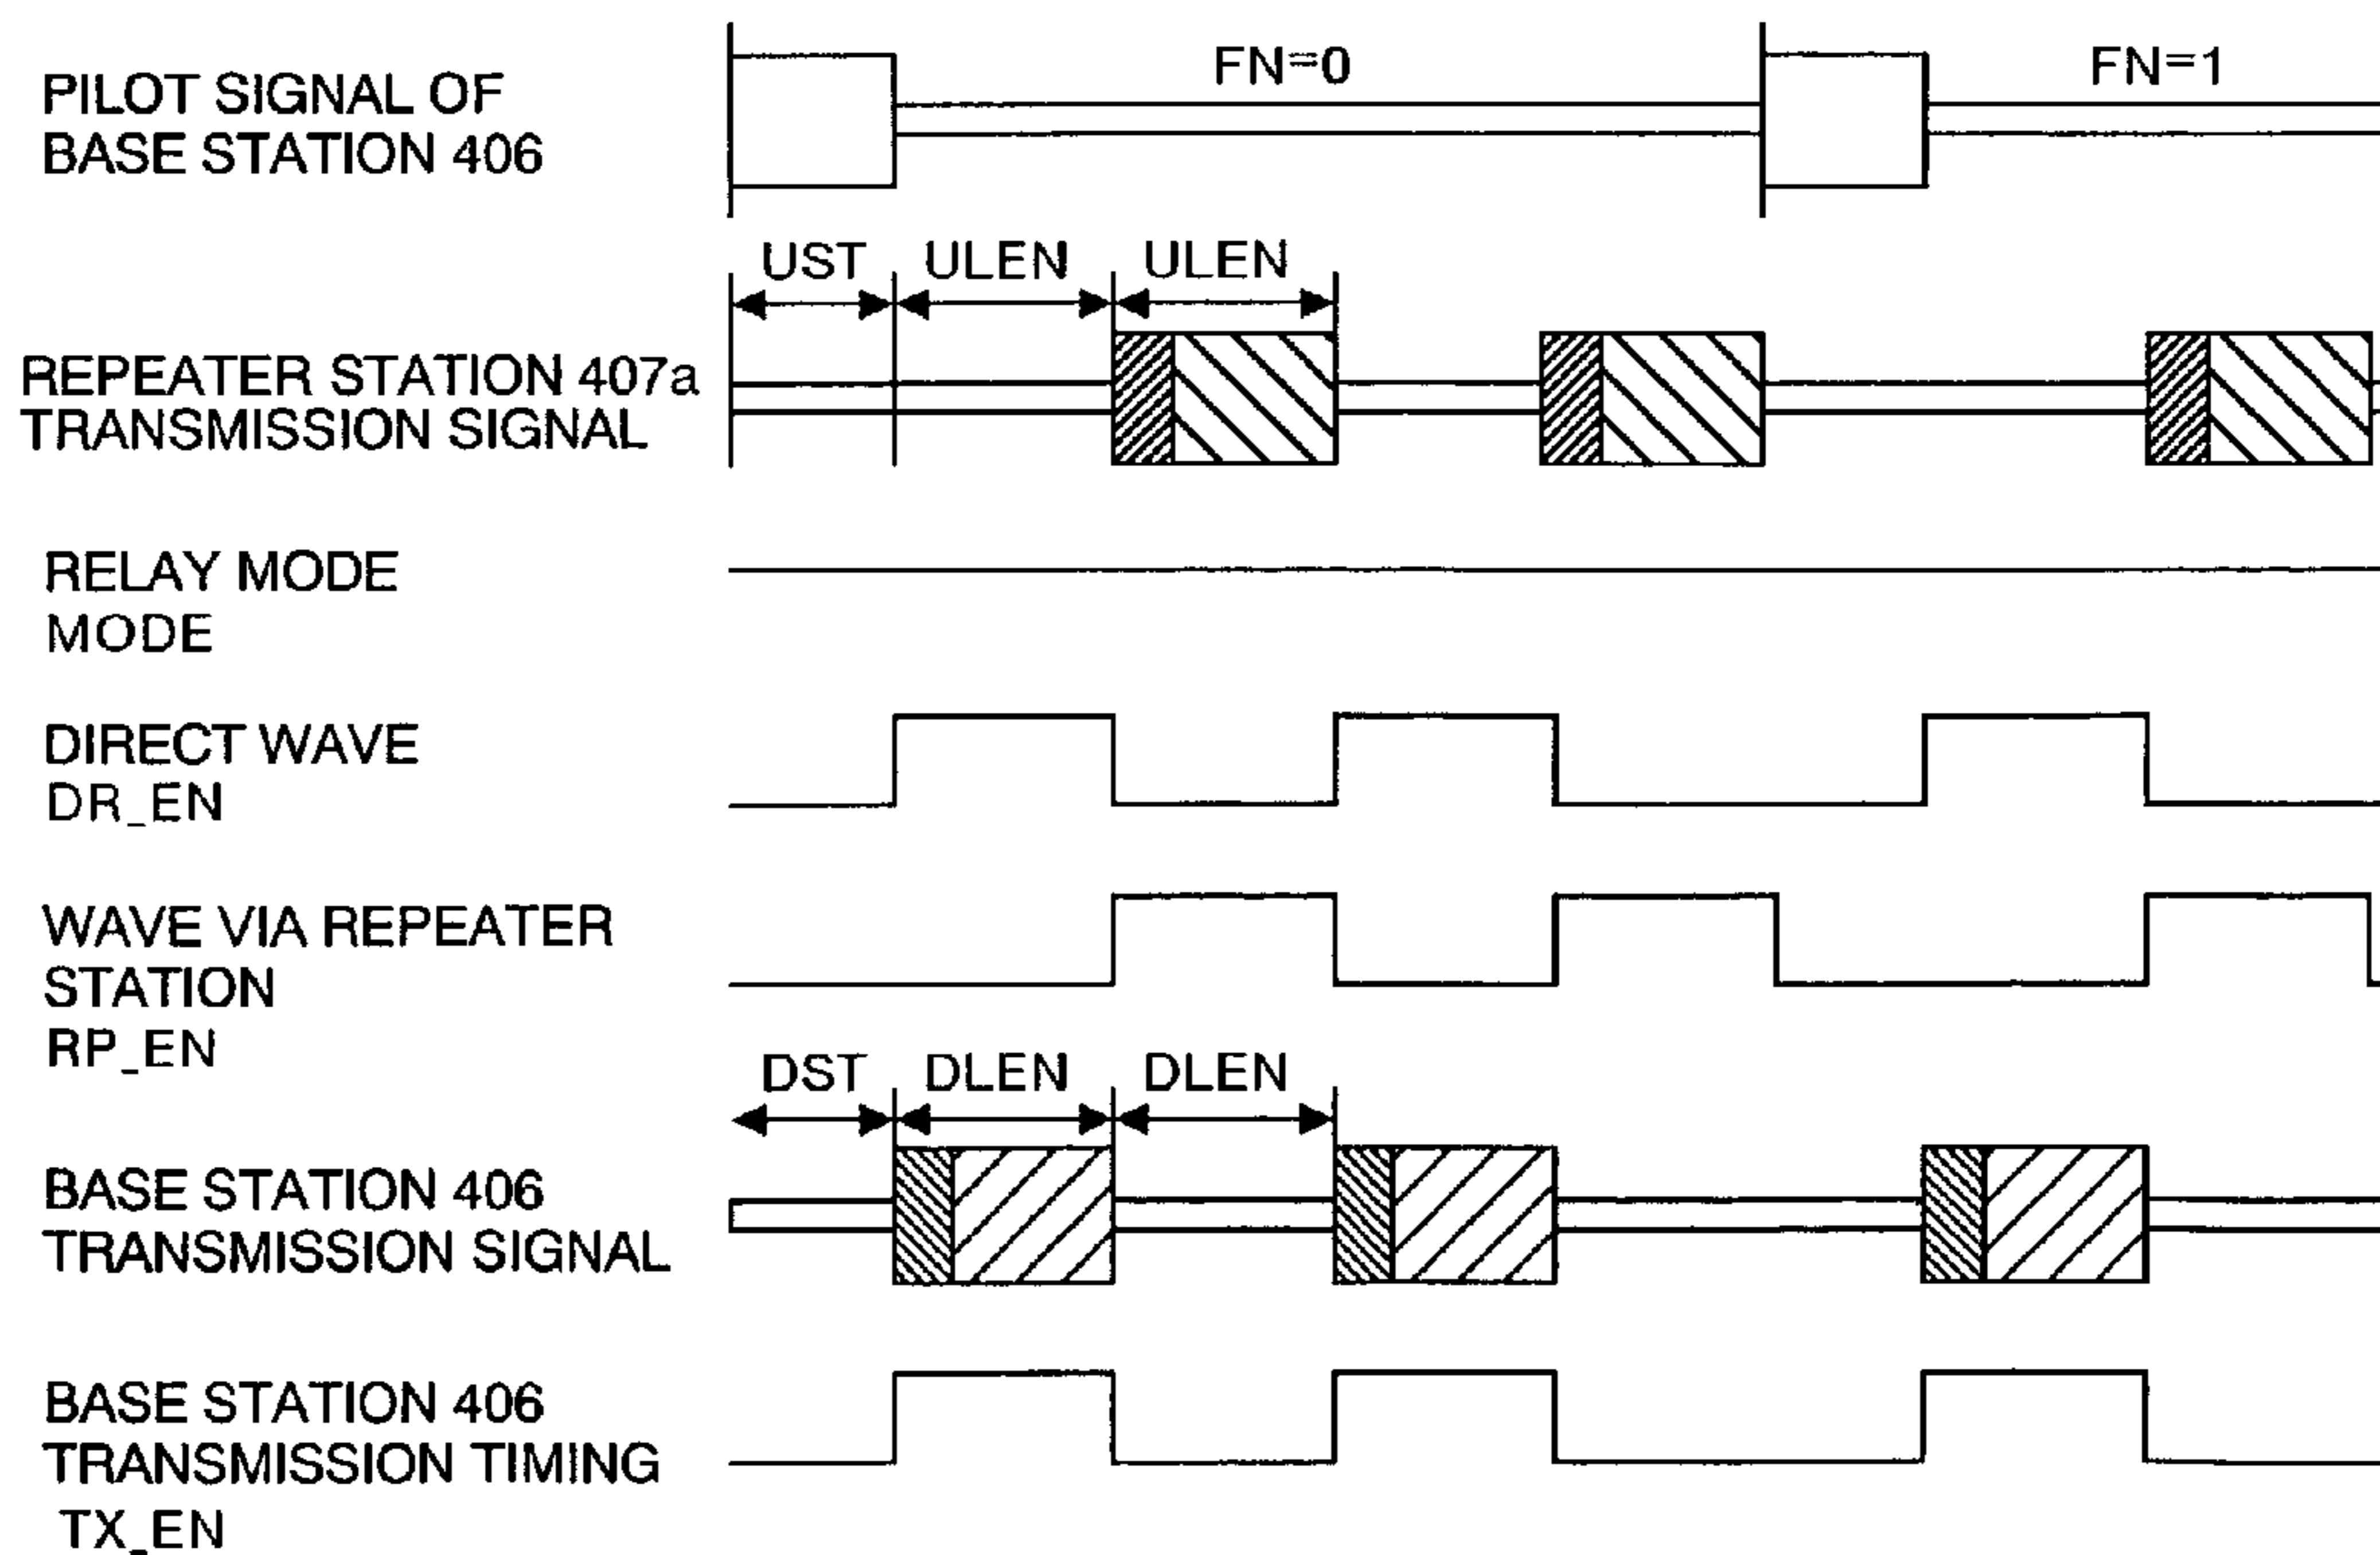 FN=0
FN=1
PILOT SIGNAL OF
BASE STATION 406
UST
ULEN
ULEN
REPEATER STATION 407a
TRANSMISSION SIGNAL
RELAY MODE
MODE
DIRECT WAVE
DR_EN
WAVE VIA REPEATER
STATION
RP_EN
DST
DLEN
DLEN
BASE STATION 406
TRANSMISSION SIGNAL
BASE STATION 406
TRANSMISSION TIMING
TX_EN